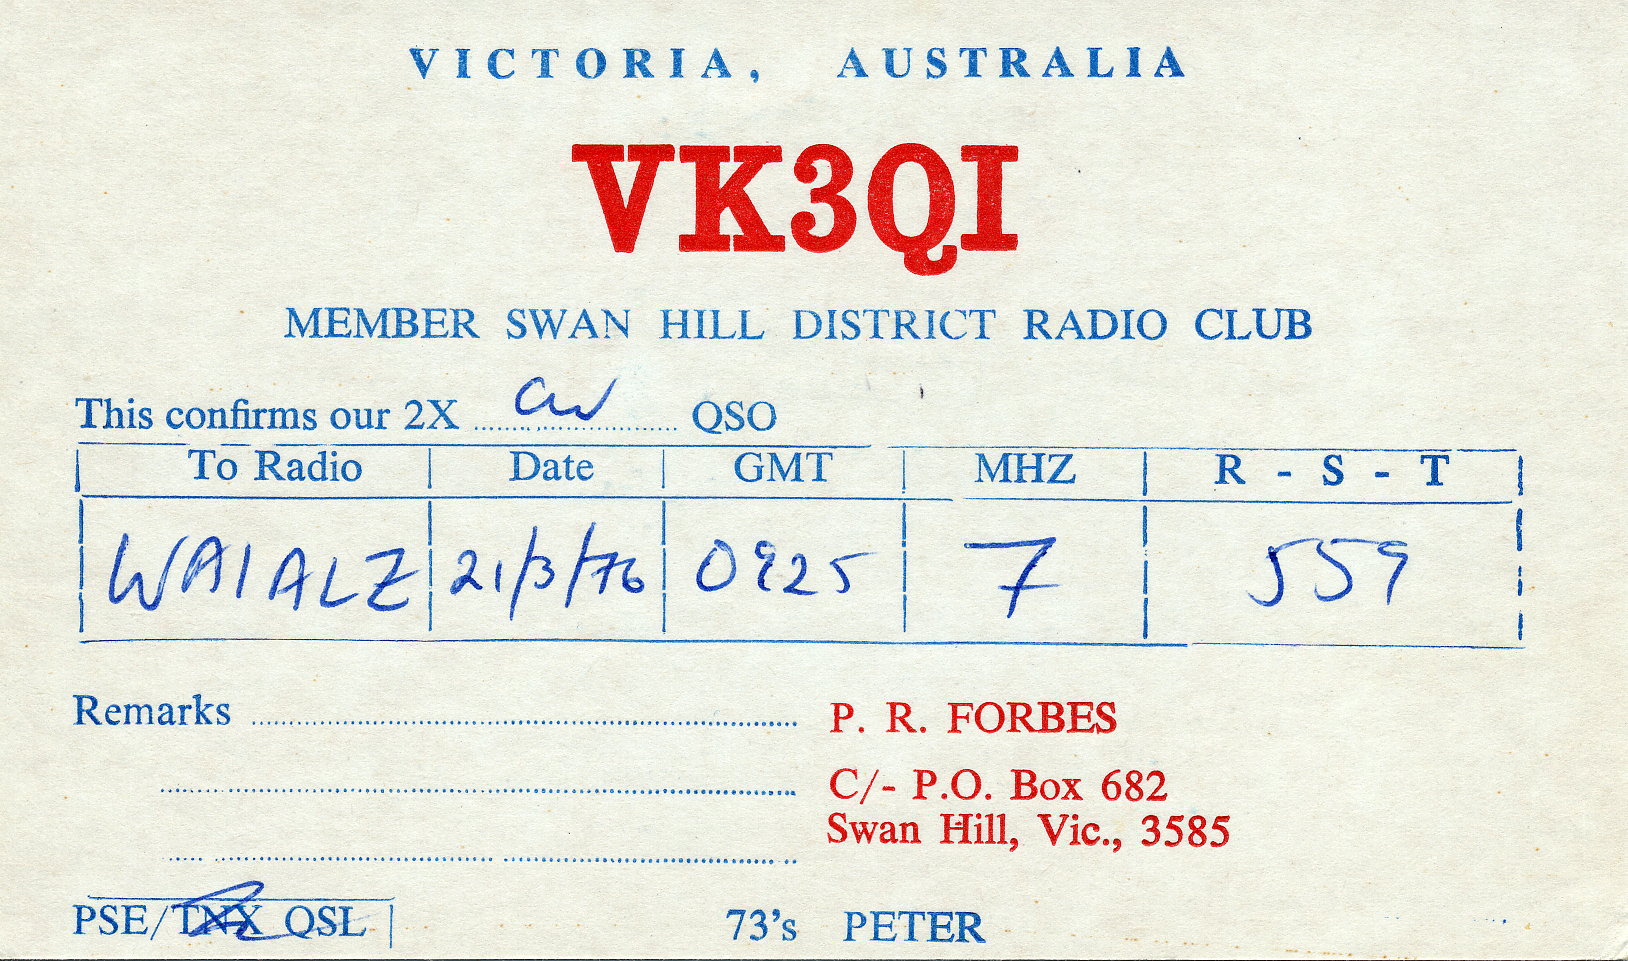 VICTORIA, AUSTRALIA
VK3QI
MEMBER SWAN HILL DISTRICT RADIO CLUB
This confirms our 2X CW QSO
To Radio Date GMT MHZ R - S - T
WA1ALZ 21/3/76 0925 7 559
Remarks
P. R. FORBES
C/- P.O. Box 682
Swan Hill, Vic., 3585
PSE/TNX QSL 73's PETER